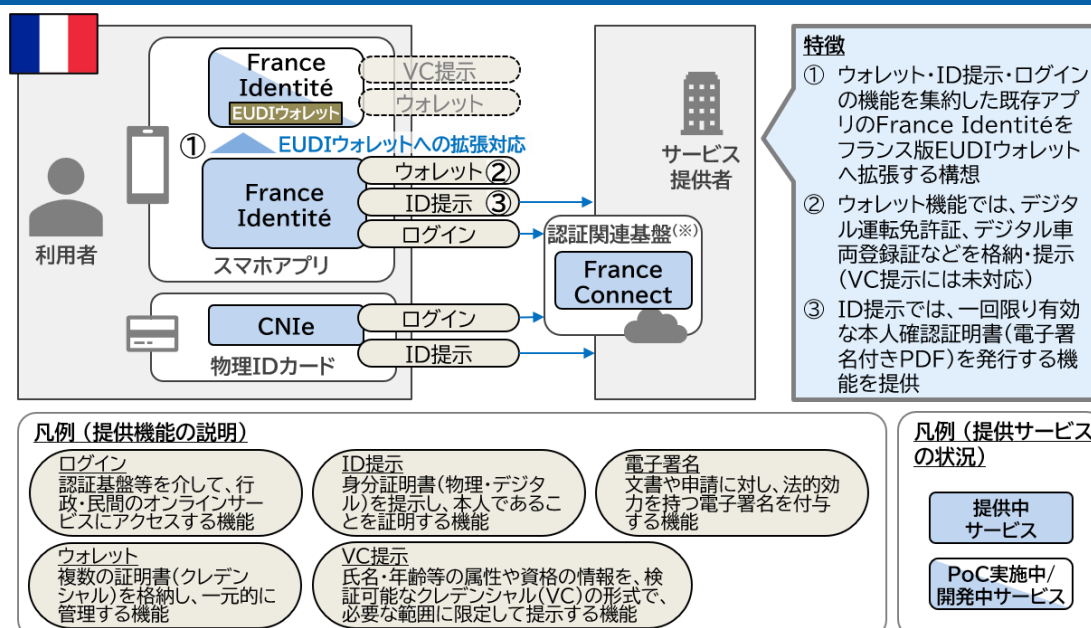 France
Identité
EUDIウォレット
VC提示
ウォレット
① EUDIウォレットへの拡張対応
France
Identité
ウォレット②
ID提示 ③
ログイン
スマホアプリ
利用者
CNIe
ログイン
ID提示
物理IDカード
サービス
提供者
認証関連基盤(※)
France
Connect
特徴
① ウォレット・ID提示・ログイン
の機能を集約した既存アプ
リのFrance Identitéを
フランス版EUDIウォレット
へ拡張する構想
② ウォレット機能では、デジタ
ル運転免許証、デジタル車
両登録証などを格納・提示
(VC提示には未対応)
③ ID提示では、一回限り有効
な本人確認証明書(電子署
名付きPDF)を発行する機
能を提供
凡例 (提供機能の説明)
ログイン
認証基盤等を介して、行
政・民間のオンラインサー
ビスにアクセスする機能
ID提示
身分証明書(物理・デジタ
ル)を提示し、本人であるこ
とを証明する機能
電子署名
文書や申請に対し、法的効
力を持つ電子署名を付与
する機能
ウォレット
複数の証明書(クレデン
シャル)を格納し、一元的に
管理する機能
VC提示
氏名・年齢等の属性や資格の情報を、検
証可能なクレデンシャル(VC)の形式で、
必要な範囲に限定して提示する機能
凡例 (提供サービス
の状況)
提供中
サービス
PoC実施中/
開発中サービス